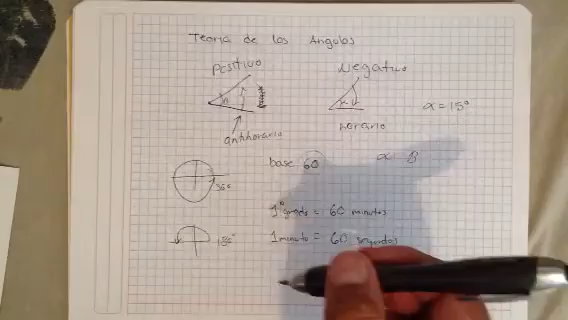 Teoria de los Angulos
Positivo
Negativo
α = 15°
antihorario
horario
base 60
α
360
1° grado = 60 minutos
180°
1 minuto = 60 segundos